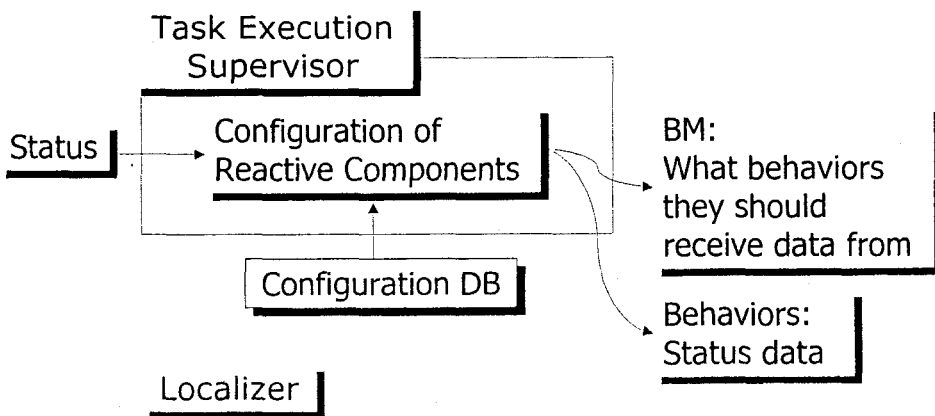 Task Execution
Supervisor
Status
Configuration of
Reactive Components
Configuration DB
BM:
What behaviors
they should
receive data from
Behaviors:
Status data
Localizer